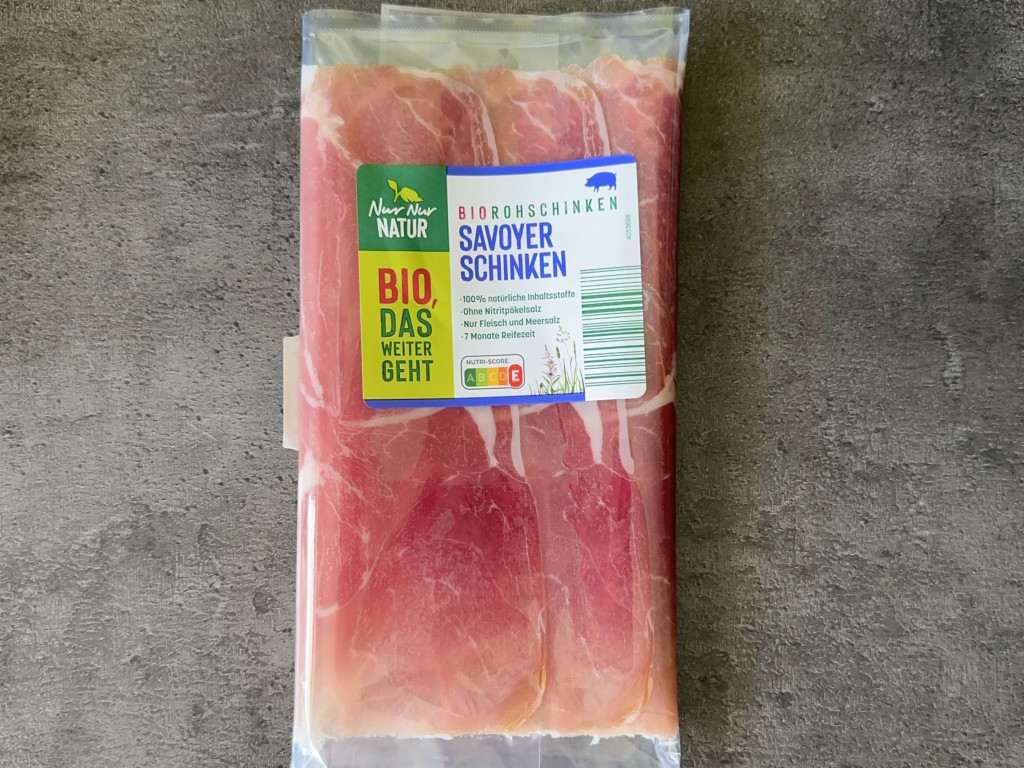 Nur Nur
NATUR
BIO,
DAS
WEITER
GEHT
BIOROHSCHINKEN
SAVOYER
SCHINKEN
·100% natürliche Inhaltsstoffe
·Ohne Nitritpökelsalz
·Nur Fleisch und Meersalz
·7 Monate Reifezeit
NUTRI-SCORE
A B C D E